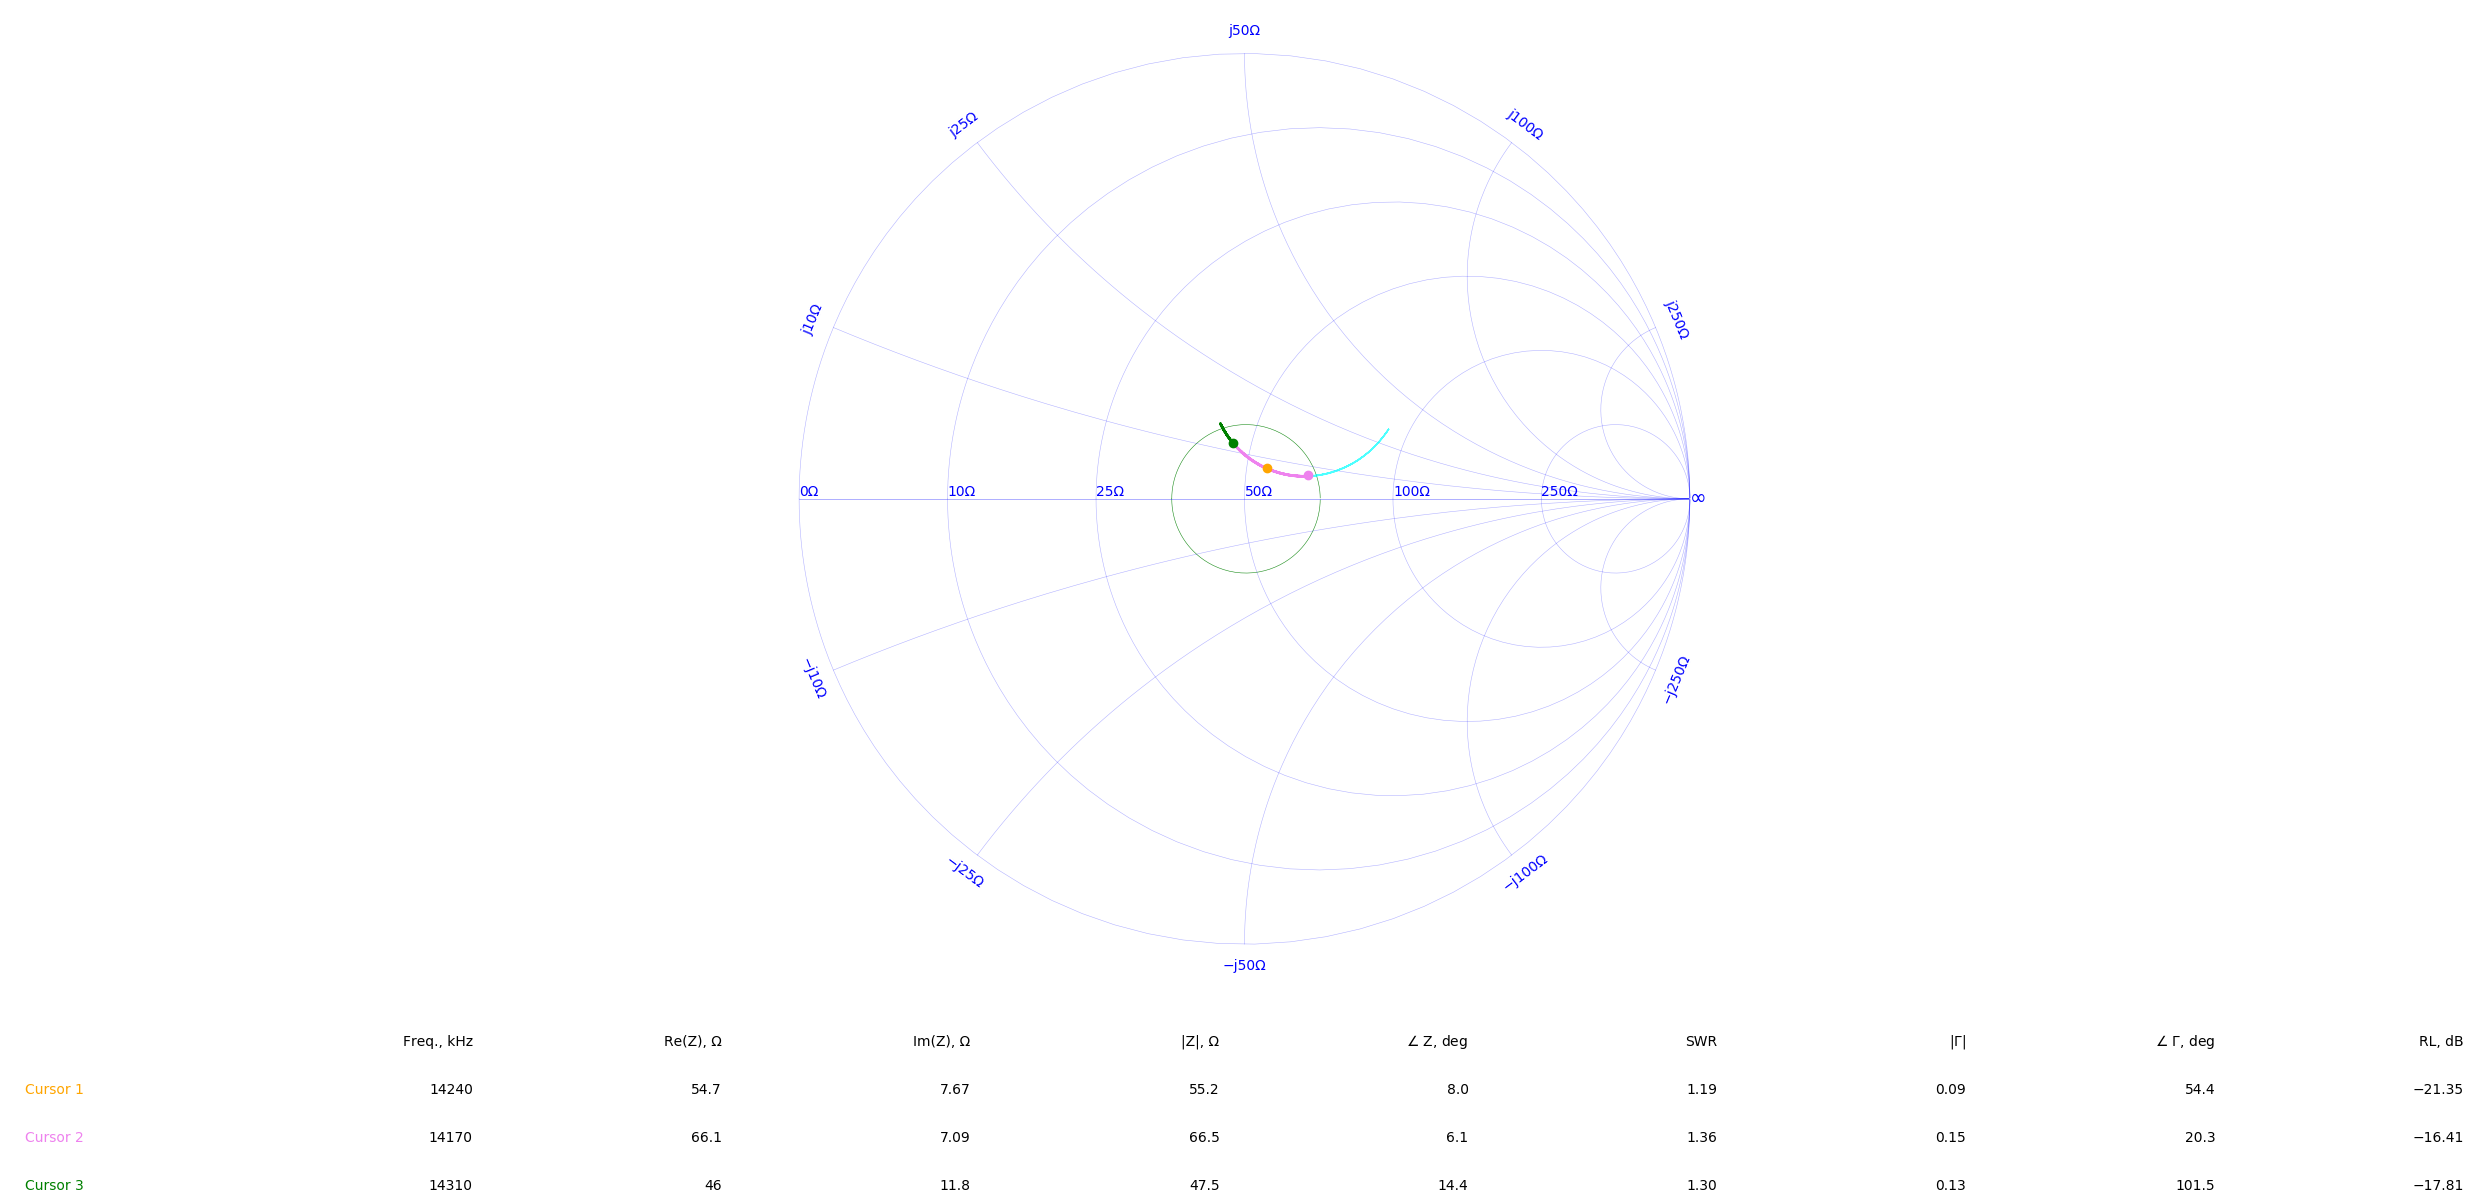 j50Ω
j25Ω
j100Ω
j10Ω
j250Ω
0Ω 10Ω 25Ω 50Ω 100Ω 250Ω ∞
−j10Ω
−j250Ω
−j25Ω
−j100Ω
−j50Ω
Freq., kHz Re(Z), Ω Im(Z), Ω |Z|, Ω ∠ Z, deg SWR |Γ| ∠ Γ, deg RL, dB
Cursor 1 14240 54.7 7.67 55.2 8.0 1.19 0.09 54.4 −21.35
Cursor 2 14170 66.1 7.09 66.5 6.1 1.36 0.15 20.3 −16.41
Cursor 3 14310 46 11.8 47.5 14.4 1.30 0.13 101.5 −17.81